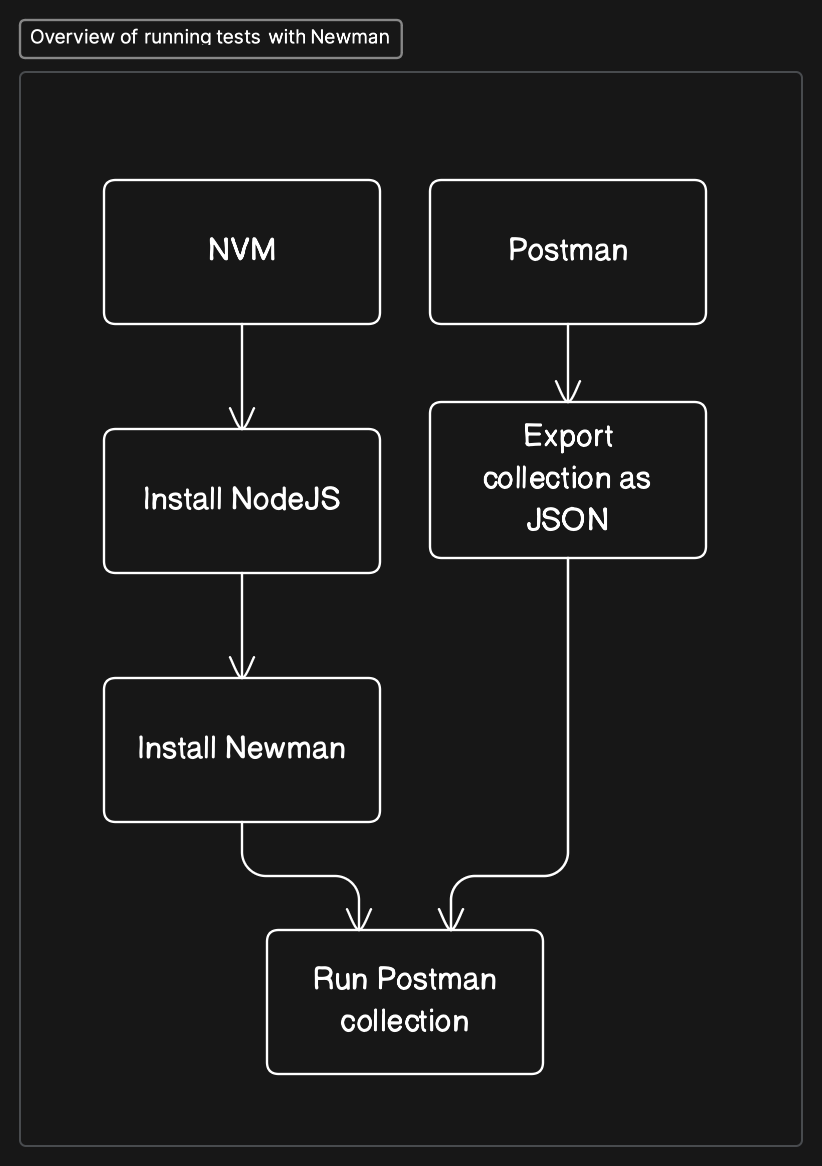 Overview of running tests with Newman
NVM
Postman
Install NodeJS
Export
collection as
JSON
Install Newman
Run Postman
collection